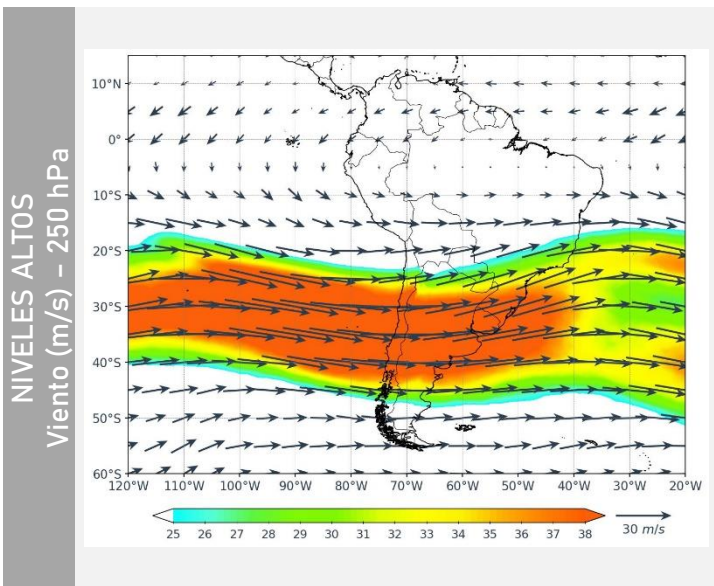 NIVELES ALTOS
Viento (m/s) – 250 hPa
10°N
0°
10°S
20°S
30°S
40°S
50°S
60°S
120°W 110°W 100°W 90°W 80°W 70°W 60°W 50°W 40°W 30°W 20°W
25 26 27 28 29 30 31 32 33 34 35 36 37 38
30 m/s